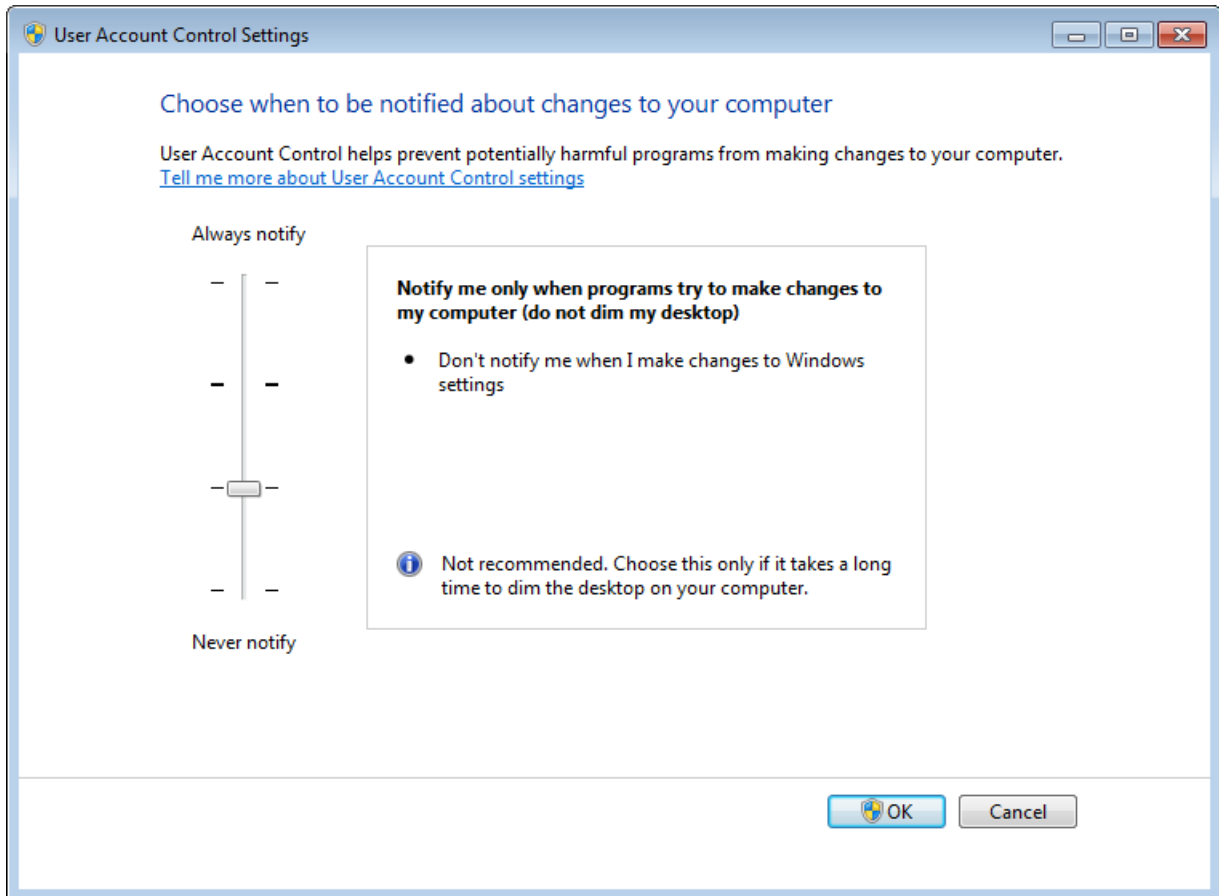 User Account Control Settings
Choose when to be notified about changes to your computer
User Account Control helps prevent potentially harmful programs from making changes to your computer.
Tell me more about User Account Control settings
Always notify
Notify me only when programs try to make changes to
my computer (do not dim my desktop)
• Don't notify me when I make changes to Windows
settings
Not recommended. Choose this only if it takes a long
time to dim the desktop on your computer.
Never notify
OK
Cancel